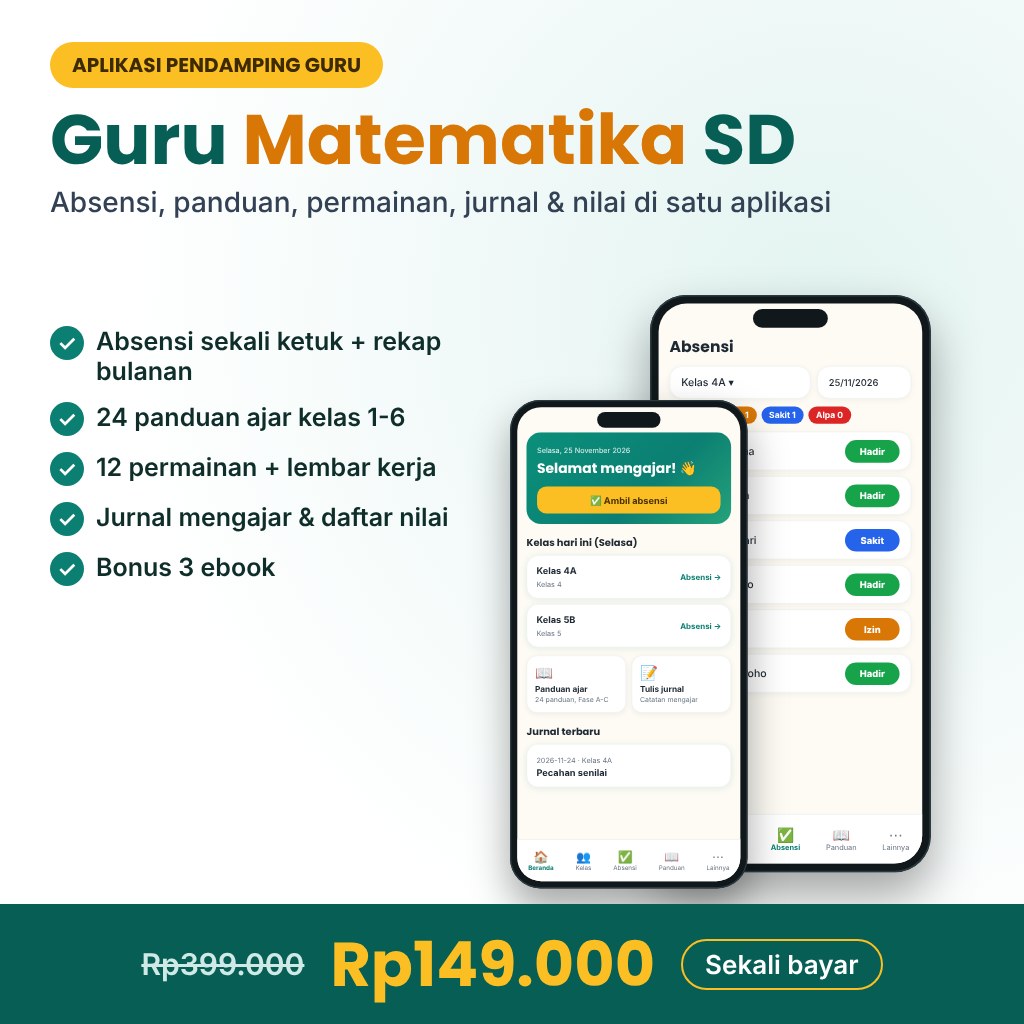 APLIKASI PENDAMPING GURU
Guru Matematika SD
Absensi, panduan, permainan, jurnal & nilai di satu aplikasi
Absensi sekali ketuk + rekap
bulanan
24 panduan ajar kelas 1-6
12 permainan + lembar kerja
Jurnal mengajar & daftar nilai
Bonus 3 ebook
Selasa, 25 November 2026
Selamat mengajar! 👋
✅ Ambil absensi
Kelas hari ini (Selasa)
Kelas 4A
Kelas 4
Absensi →
Kelas 5B
Kelas 5
Absensi →
Panduan ajar
24 panduan, Fase A-C
Tulis jurnal
Catatan mengajar
Jurnal terbaru
2026-11-24 · Kelas 4A
Pecahan senilai
Beranda
Kelas
Absensi
Panduan
Lainnya
Absensi
Kelas 4A ▾
25/11/2026
1
Sakit 1
Alpa 0
Hadir
Hadir
Sakit
Hadir
Izin
oho
Hadir
Absensi
Panduan
Lainnya
Rp399.000
Rp149.000
Sekali bayar